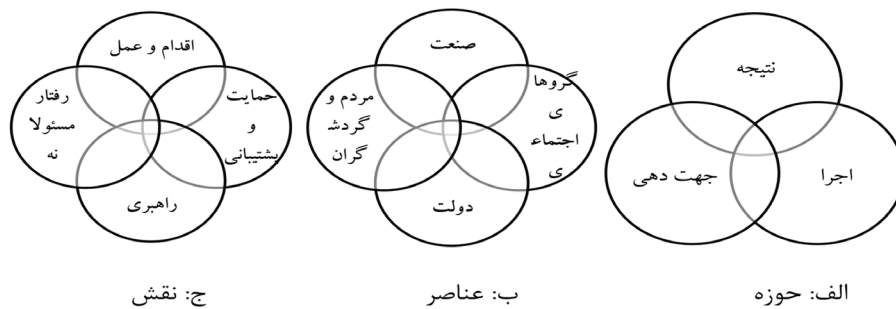 نتیجه
جهت دهی
اجرا
الف: حوزه
صنعت
گروها
ی
اجتماع
ی
مردم و
گردش
گران
دولت
ب: عناصر
اقدام و عمل
حمایت
و
پشتیبانی
رفتار
مسئولا
نه
راهبری
ج: نقش